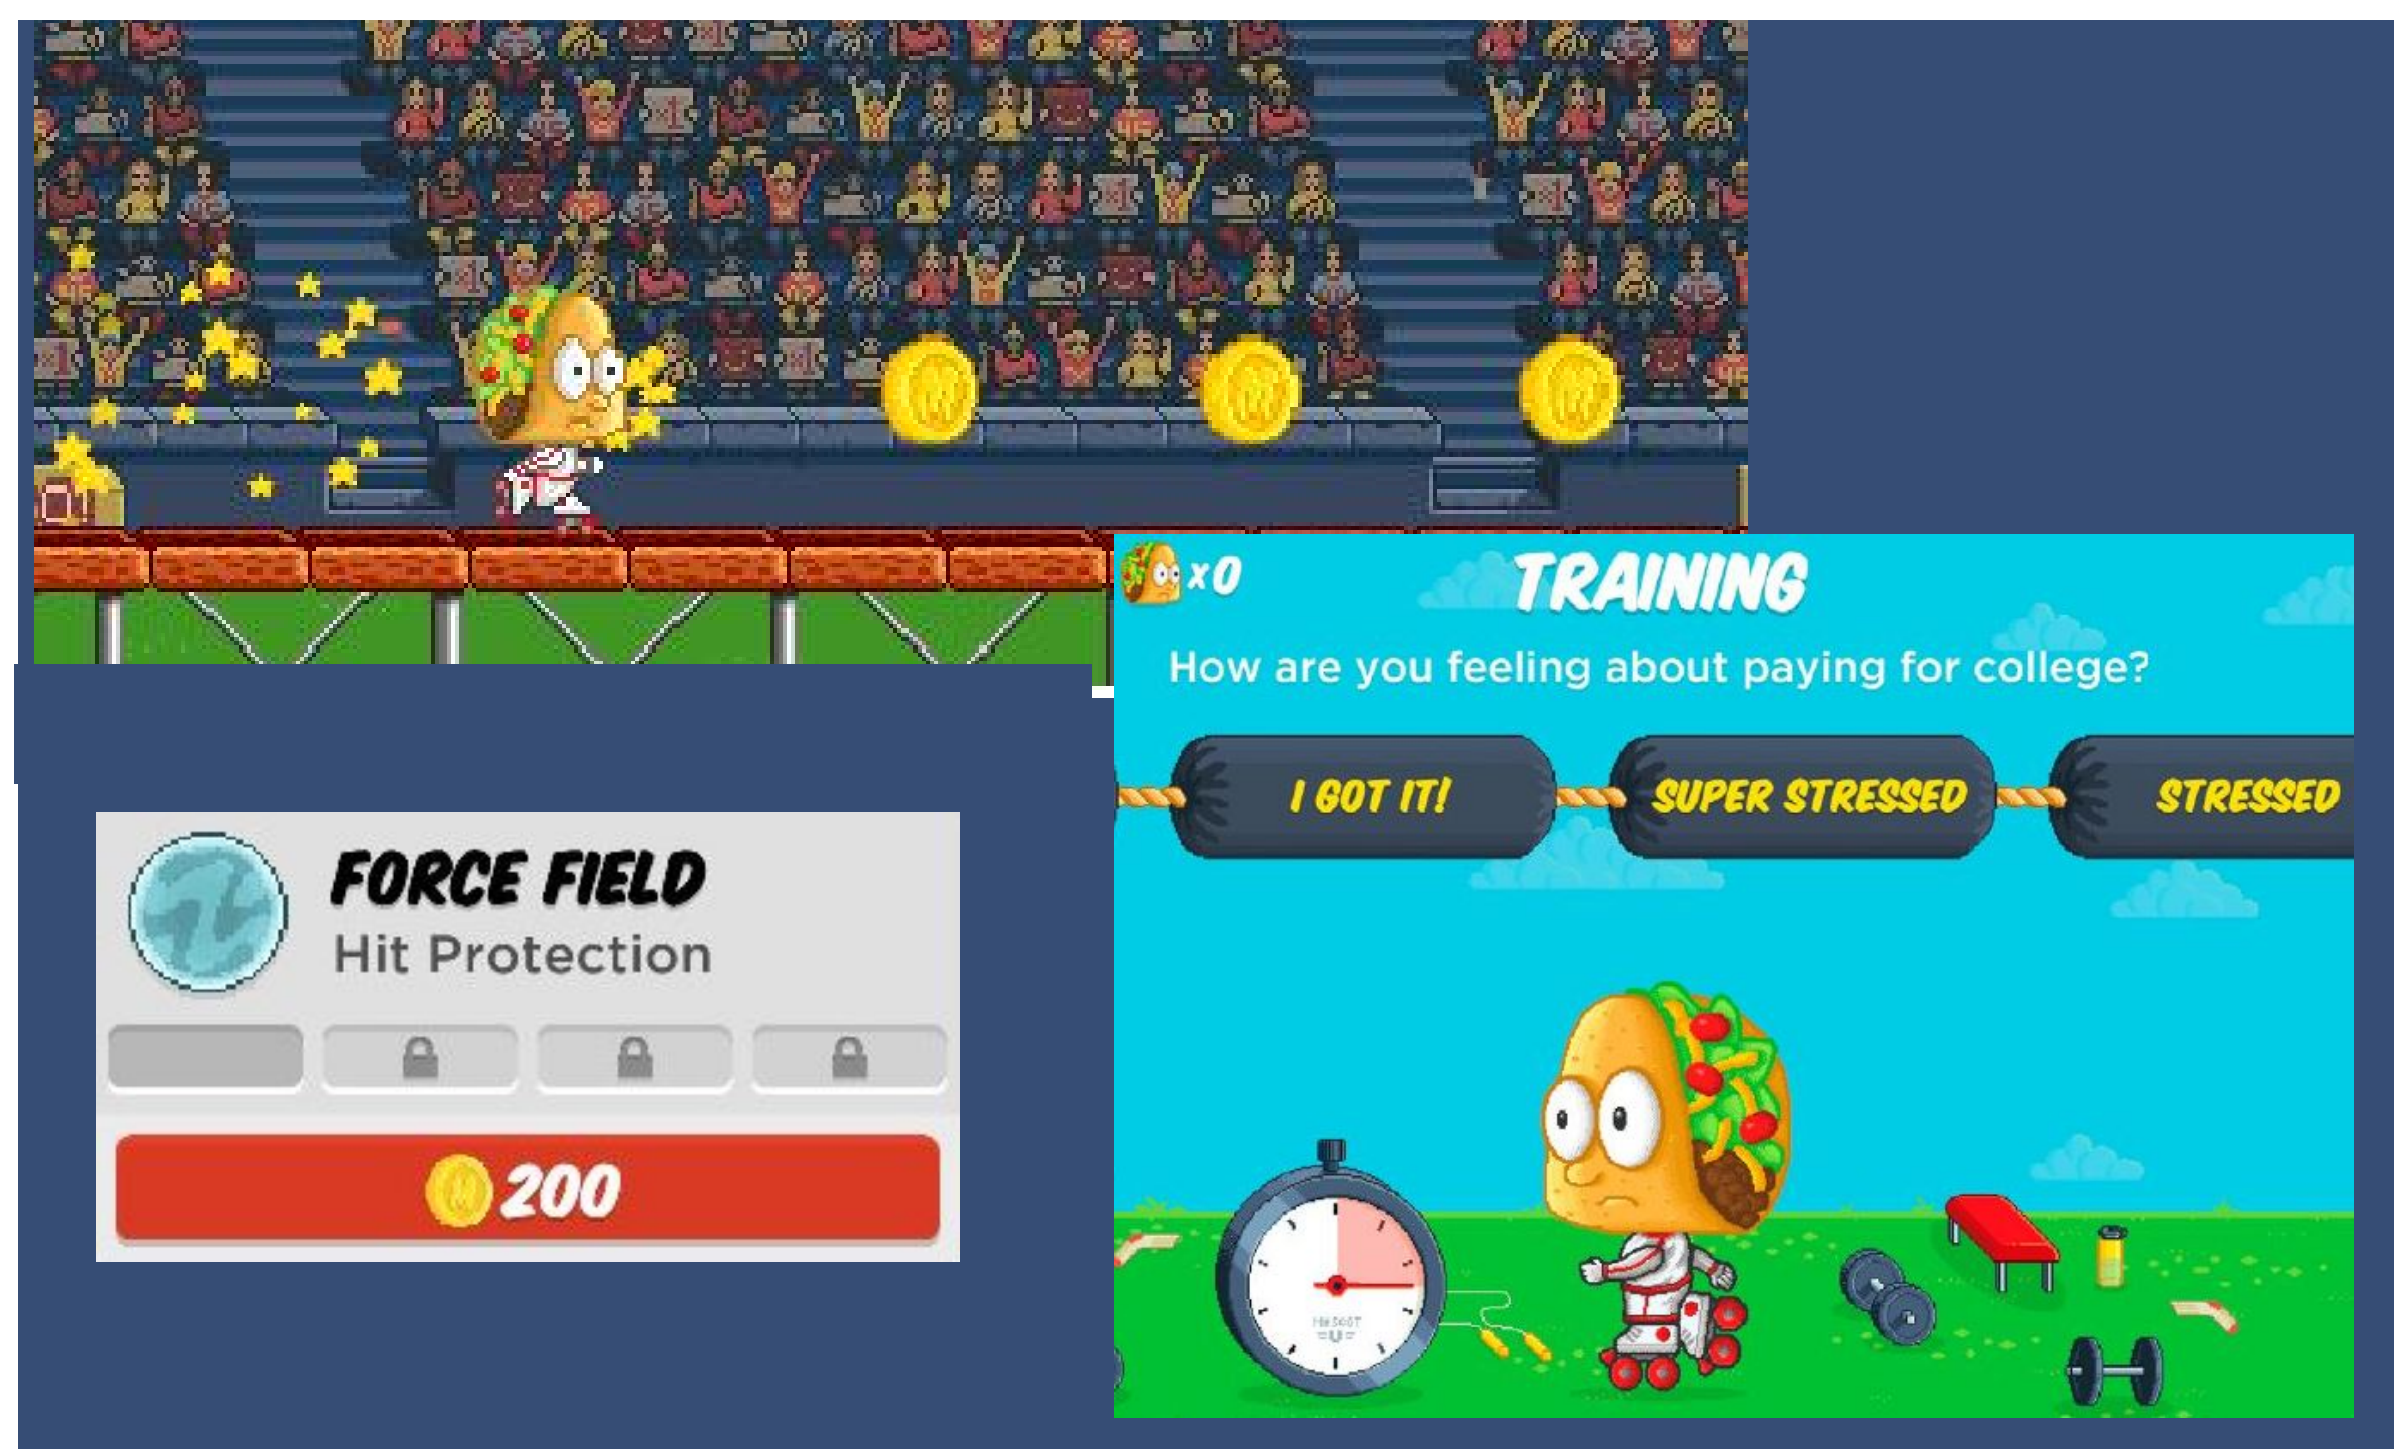 x0
TRAINING
How are you feeling about paying for college?
I GOT IT!
SUPER STRESSED
STRESSED
FORCE FIELD
Hit Protection
200
MASCOT
=U=